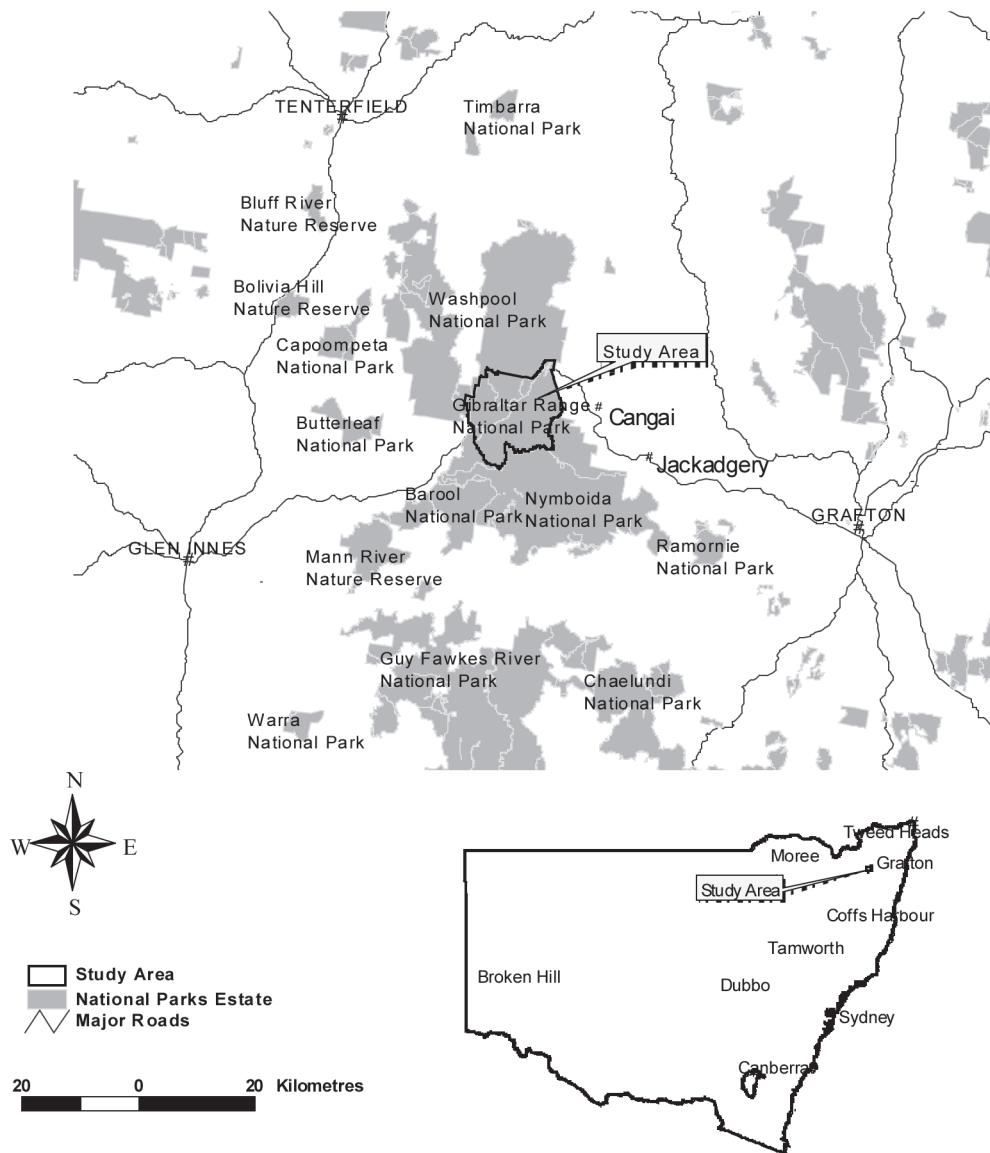 TENTERFIELD
Timbarra
National Park
Bluff River
Nature Reserve
Bolivia Hill
Nature Reserve
Washpool
National Park
Capoompeta
National Park
Study Area
Gibraltar Range
National Park
Cangai
Butterleaf
National Park
Jackadgery
Barool
National Park
Nymboida
National Park
GRAFTON
GLEN INNES
Mann River
Nature Reserve
Ramornie
National Park
Guy Fawkes River
National Park
Chaelundi
National Park
Warra
National Park
N
W
E
S
Tweed Heads
Moree
Grafton
Study Area
Coffs Harbour
Tamworth
Broken Hill
Dubbo
Sydney
Canberra
Study Area
National Parks Estate
Major Roads
20 0 20 Kilometres